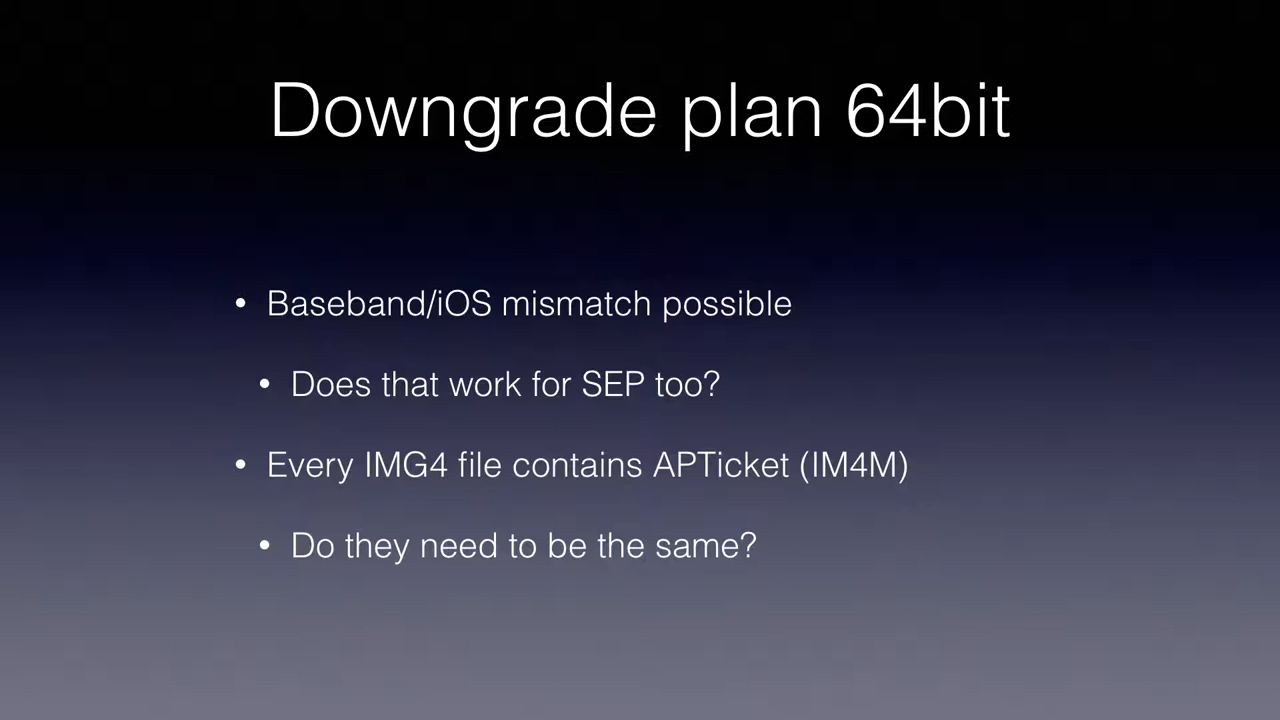 Downgrade plan 64bit
• Baseband/iOS mismatch possible
• Does that work for SEP too?
• Every IMG4 file contains APTicket (IM4M)
• Do they need to be the same?